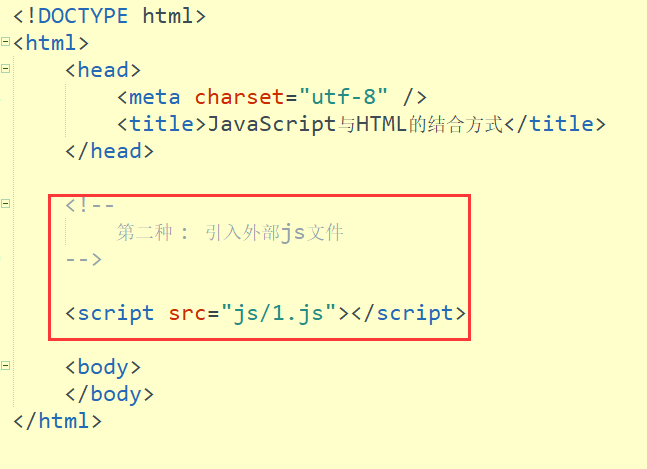 <!DOCTYPE html>
<html>
<head>
<meta charset="utf-8" />
<title>JavaScript与HTML的结合方式</title>
</head>
<!--
第二种： 引入外部js文件
-->
<script src="js/1.js"></script>
<body>
</body>
</html>